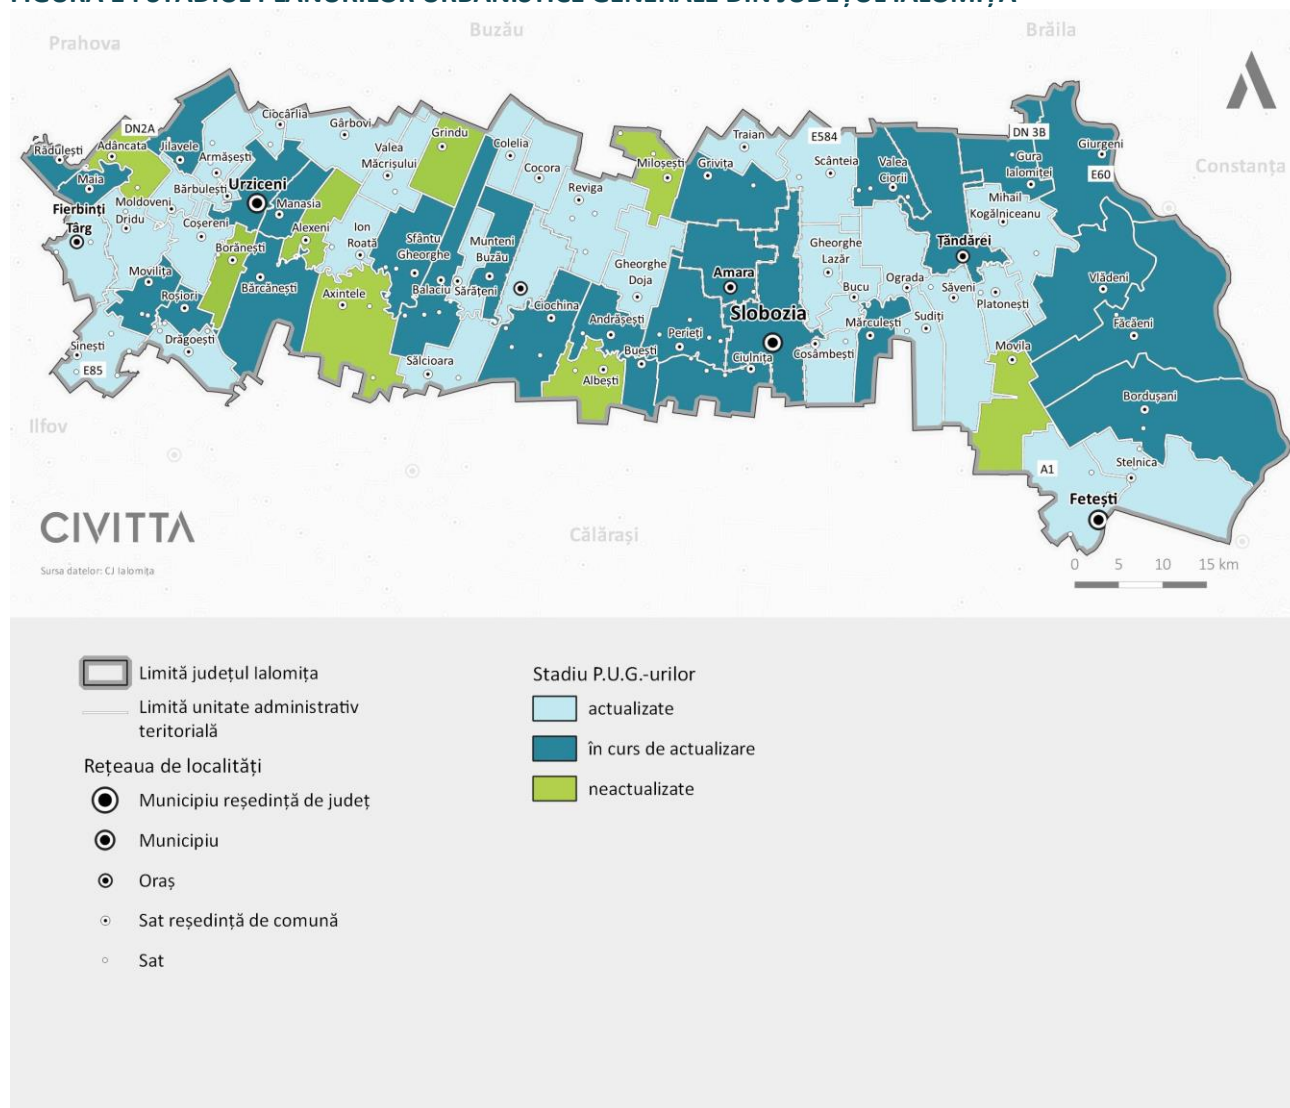 Prahova
Buzău
Brăila
DN2A
Ciocârlia
Gârbovi
Grindu
Traian
E584
DN 3B
Giurgeni
Rădulești
Adâncata
Jilavele
Armășești
Valea
Măcrișului
Colelia
Cocora
Milosești
Grivița
Scânteia
Valea
Ciorii
Gura
Ialomiței
E60
Constanța
Maia
Bărbulești
Urziceni
Manasia
Reviga
Mihail
Kogălniceanu
Fierbinți
Târg
Moldoveni
Dridu
Coșereni
Alexeni
Ion
Roată
Sfântu
Gheorghe
Munteni
Buzău
Gheorghe
Lazăr
Țăndărei
Borănești
Movilița
Roșiori
Bărcănești
Axintele
Balaciu
Sărățeni
Gheorghe
Doja
Amara
Bucu
Ograda
Săveni
Platonești
Vlădeni
Ciochina
Andrășești
Slobozia
Mărculești
Sudiți
Făcăeni
Sinești
Drăgoești
Perieți
Buești
Ciulnița
Cosâmbești
Movila
E85
Sălcioara
Albești
Bordușani
Ilfov
A1
Stelnica
Fetești
CIVITTA
Călărași
Sursa datelor: CJ Ialomița
0 5 10 15 km
Limită județul Ialomița
Limită unitate administrativ
teritorială
Rețeaua de localități
Municipiu reședință de județ
Municipiu
Oraș
Sat reședință de comună
Sat
Stadiu P.U.G.-urilor
actualizate
în curs de actualizare
neactualizate